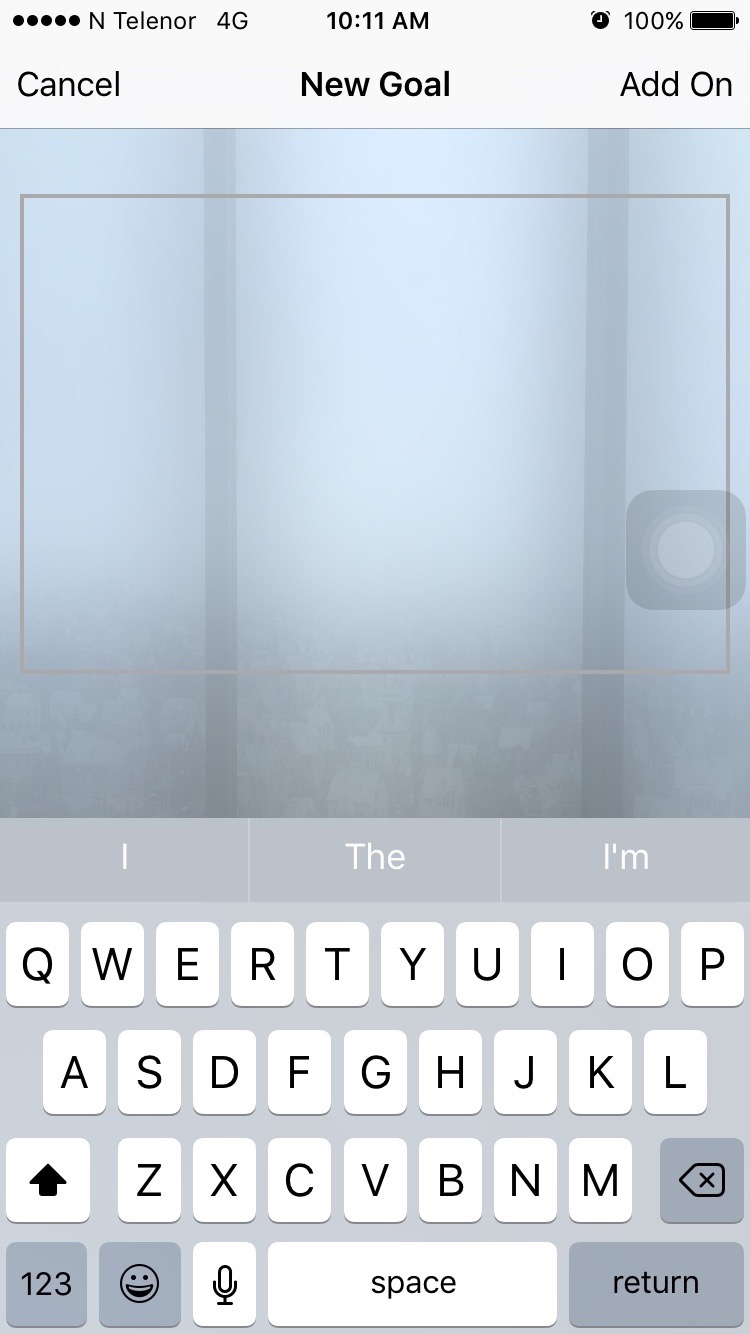 N Telenor 4G 10:11 AM 100%
Cancel New Goal Add On
I The I'm
Q W E R T Y U I O P
A S D F G H J K L
Z X C V B N M
123 space return